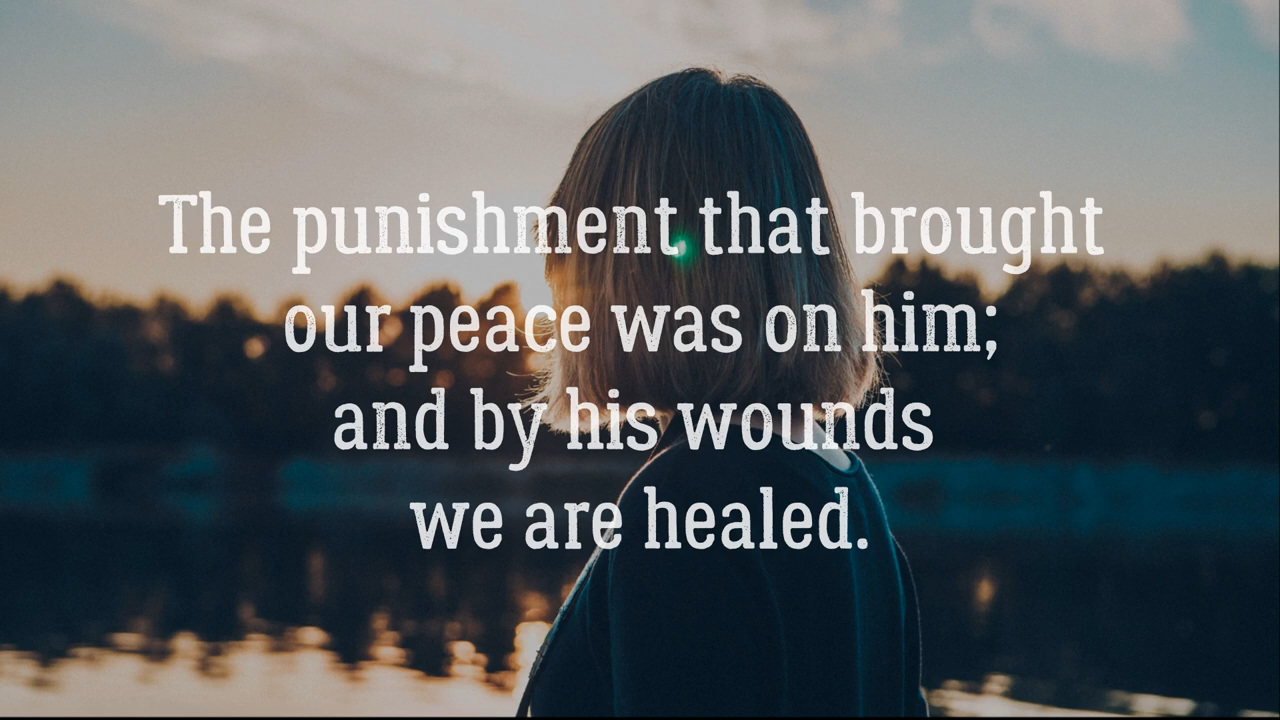 The punishment that brought
our peace was on him;
and by his wounds
we are healed.